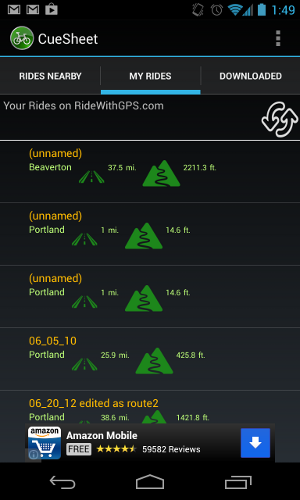 1:49
CueSheet
RIDES NEARBY MY RIDES DOWNLOADED
Your Rides on RideWithGPS.com
(unnamed)
Beaverton 37.5 mi. 2211.3 ft.
(unnamed)
Portland 1 mi. 14.6 ft.
(unnamed)
Portland 1 mi. 14.6 ft.
06_05_10
Portland 25.9 mi. 425.8 ft.
06_20_12 edited as route2
Portland 38.6 mi. 1421.8 ft.
amazon Amazon Mobile
FREE 59582 Reviews